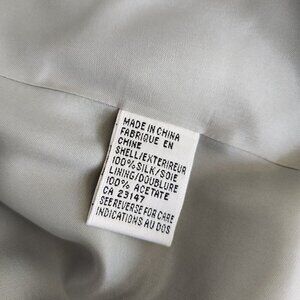 MADE IN CHINA
FABRIQUE EN
CHINE
SHELL/EXTERIREUR
100% SILK/SOIE
LINING/DOUBLURE
100% ACETATE
CA 23147
SEE REVERSE FOR CARE
INDICATIONS AU DOS